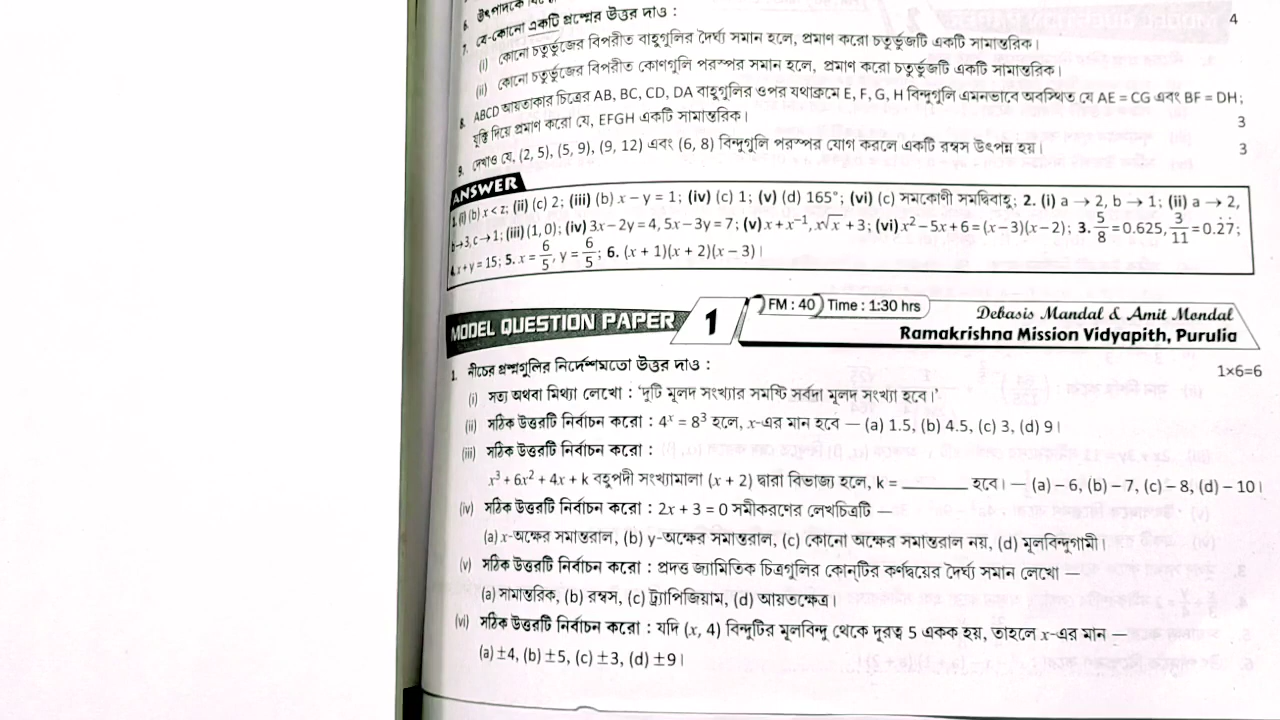 6. উৎপাদকে
7. যে-কোনো একটি প্রশ্নের উত্তর দাও : 4
(i) কোনো চতুর্ভুজের বিপরীত বাহুগুলির দৈর্ঘ্য সমান হলে, প্রমাণ করো চতুর্ভুজটি একটি সামান্তরিক।
(ii) কোনো চতুর্ভুজের বিপরীত কোণগুলি পরস্পর সমান হলে, প্রমাণ করো চতুর্ভুজটি একটি সামান্তরিক।
8. ABCD আয়তাকার চিত্রের AB, BC, CD, DA বাহুগুলির ওপর যথাক্রমে E, F, G, H বিন্দুগুলি এমনভাবে অবস্থিত যে AE = CG এবং BF = DH;
যুক্তি দিয়ে প্রমাণ করো যে, EFGH একটি সামান্তরিক। 3
9. দেখাও যে, (2, 5), (5, 9), (9, 12) এবং (6, 8) বিন্দুগুলি পরস্পর যোগ করলে একটি রম্বস উৎপন্ন হয়। 3
ANSWER
1. (i) (b) x < z; (ii) (c) 2; (iii) (b) x − y = 1; (iv) (c) 1; (v) (d) 165°; (vi) (c) সমকোণী সমদ্বিবাহু; 2. (i) a → 2, b → 1; (ii) a → 2,
b → 3, c → 1; (iii) (1, 0); (iv) 3x − 2y = 4, 5x − 3y = 7; (v) x + x⁻¹, x√x + 3; (vi) x² − 5x + 6 = (x − 3)(x − 2); 3. 5/8 = 0.625, 3/11 = 0.2̇7̇;
4. x + y = 15; 5. x = 6/5, y = 6/5; 6. (x + 1)(x + 2)(x − 3)।
MODEL QUESTION PAPER 1 FM : 40 Time : 1:30 hrs Debasis Mandal & Amit Mondal
Ramakrishna Mission Vidyapith, Purulia
1. নীচের প্রশ্নগুলির নির্দেশমতো উত্তর দাও : 1×6=6
(i) সত্য অথবা মিথ্যা লেখো : 'দুটি মূলদ সংখ্যার সমষ্টি সর্বদা মূলদ সংখ্যা হবে।'
(ii) সঠিক উত্তরটি নির্বাচন করো : 4ˣ = 8³ হলে, x-এর মান হবে — (a) 1.5, (b) 4.5, (c) 3, (d) 9।
(iii) সঠিক উত্তরটি নির্বাচন করো :
x³ + 6x² + 4x + k বহুপদী সংখ্যামালা (x + 2) দ্বারা বিভাজ্য হলে, k = ________ হবে। — (a) – 6, (b) – 7, (c) – 8, (d) – 10।
(iv) সঠিক উত্তরটি নির্বাচন করো : 2x + 3 = 0 সমীকরণের লেখচিত্রটি —
(a) x-অক্ষের সমান্তরাল, (b) y-অক্ষের সমান্তরাল, (c) কোনো অক্ষের সমান্তরাল নয়, (d) মূলবিন্দুগামী।
(v) সঠিক উত্তরটি নির্বাচন করো : প্রদত্ত জ্যামিতিক চিত্রগুলির কোন্‌টির কর্ণদ্বয়ের দৈর্ঘ্য সমান লেখো —
(a) সামান্তরিক, (b) রম্বস, (c) ট্র্যাপিজিয়াম, (d) আয়তক্ষেত্র।
(vi) সঠিক উত্তরটি নির্বাচন করো : যদি (x, 4) বিন্দুটির মূলবিন্দু থেকে দূরত্ব 5 একক হয়, তাহলে x-এর মান —
(a) ±4, (b) ±5, (c) ±3, (d) ±9।